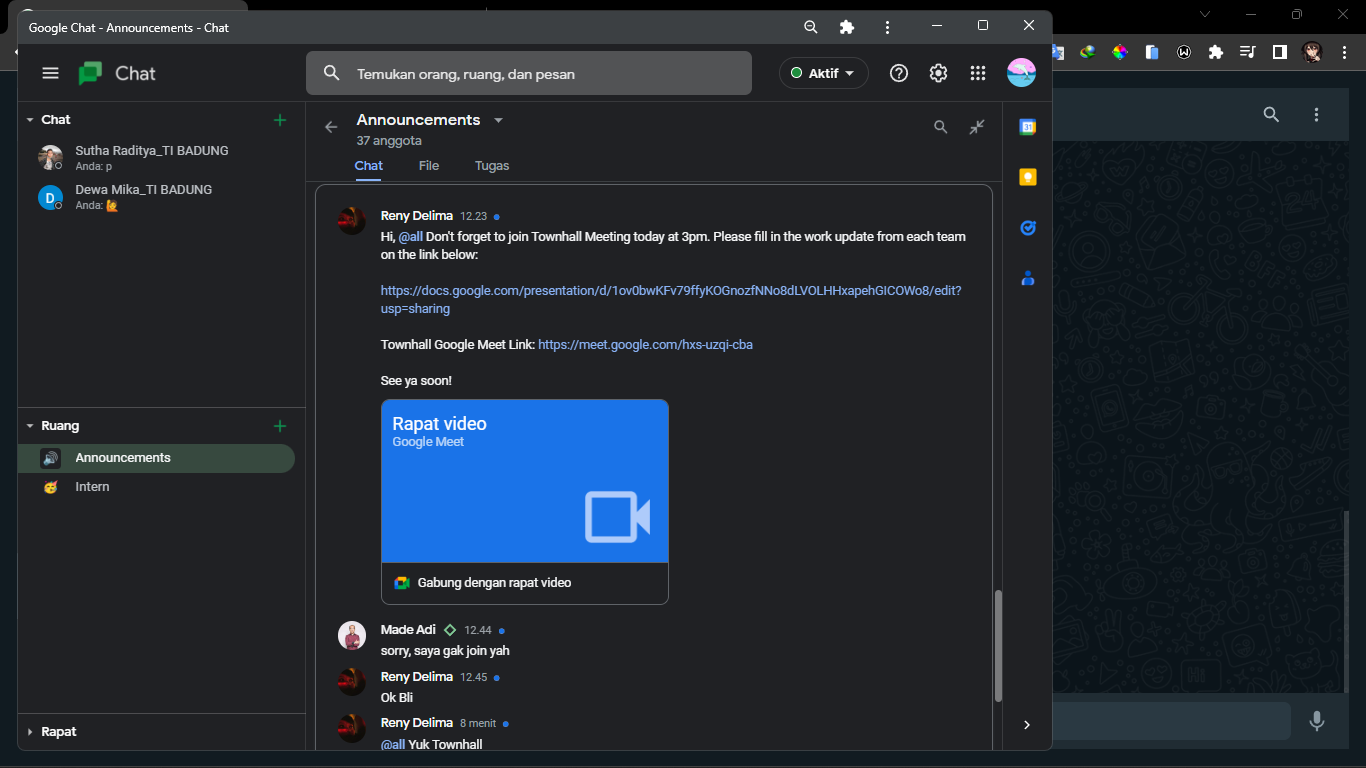 Google Chat - Announcements - Chat
Chat
Temukan orang, ruang, dan pesan
Aktif
Chat
Sutha Raditya_TI BADUNG
Anda: p
D
Dewa Mika_TI BADUNG
Anda: 🙋
Ruang
Announcements
Intern
Rapat
Announcements
37 anggota
Chat File Tugas
Reny Delima 12.23
Hi, @all Don't forget to join Townhall Meeting today at 3pm. Please fill in the work update from each team
on the link below:
https://docs.google.com/presentation/d/1ov0bwKFv79ffyKOGnozfNNo8dLVOLHHxapehGICOWo8/edit?
usp=sharing
Townhall Google Meet Link: https://meet.google.com/hxs-uzqi-cba
See ya soon!
Rapat video
Google Meet
Gabung dengan rapat video
Made Adi 12.44
sorry, saya gak join yah
Reny Delima 12.45
Ok Bli
Reny Delima 8 menit
@all Yuk Townhall
31